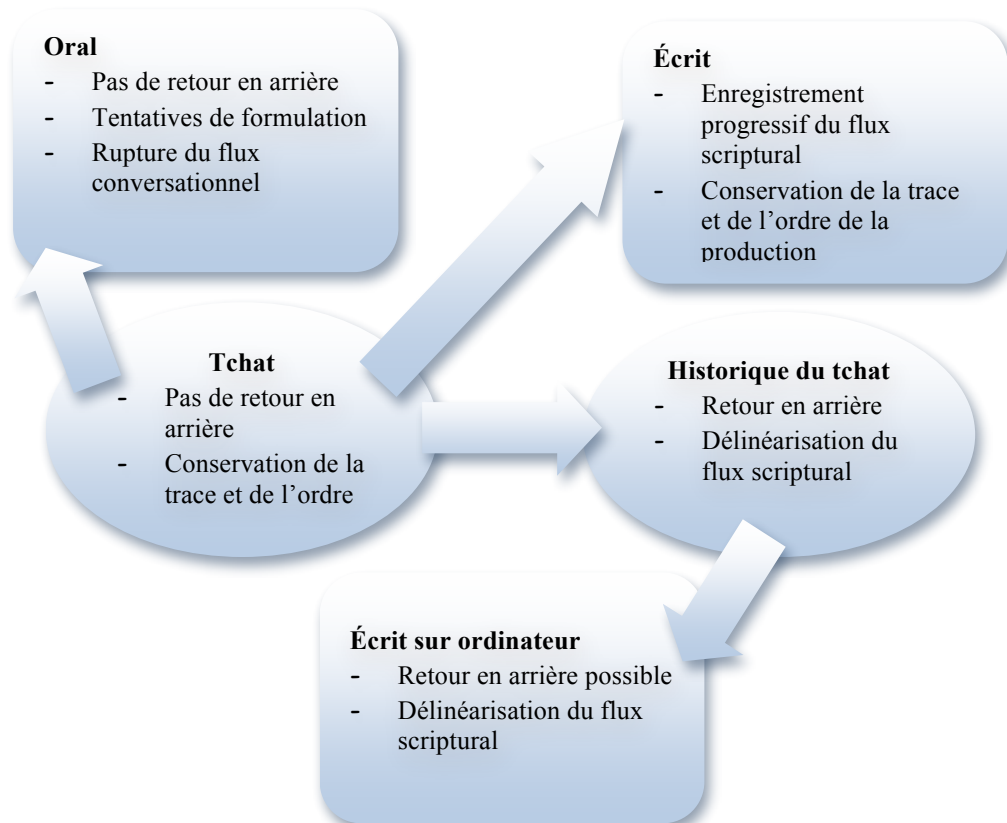 Oral
- Pas de retour en arrière
- Tentatives de formulation
- Rupture du flux
conversationnel
Écrit
- Enregistrement
progressif du flux
scriptural
- Conservation de la trace
et de l’ordre de la
production
Tchat
- Pas de retour en
arrière
- Conservation de la
trace et de l’ordre
Historique du tchat
- Retour en arrière
- Délinéarisation du
flux scriptural
Écrit sur ordinateur
- Retour en arrière possible
- Délinéarisation du flux
scriptural